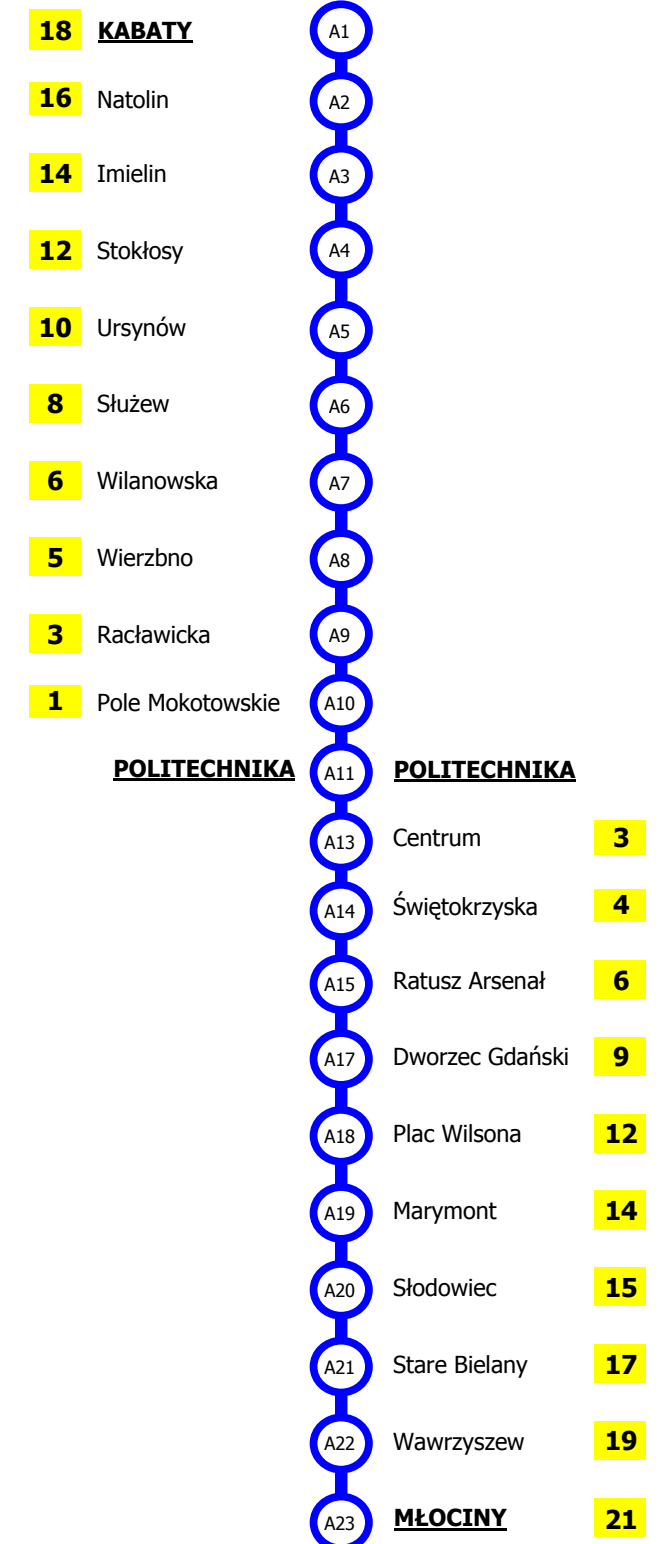 18 KABATY A1
16 Natolin A2
14 Imielin A3
12 Stokłosy A4
10 Ursynów A5
8 Służew A6
6 Wilanowska A7
5 Wierzbno A8
3 Racławicka A9
1 Pole Mokotowskie A10
POLITECHNIKA A11 POLITECHNIKA
A13 Centrum 3
A14 Świętokrzyska 4
A15 Ratusz Arsenał 6
A17 Dworzec Gdański 9
A18 Plac Wilsona 12
A19 Marymont 14
A20 Słodowiec 15
A21 Stare Bielany 17
A22 Wawrzyszew 19
A23 MŁOCINY 21